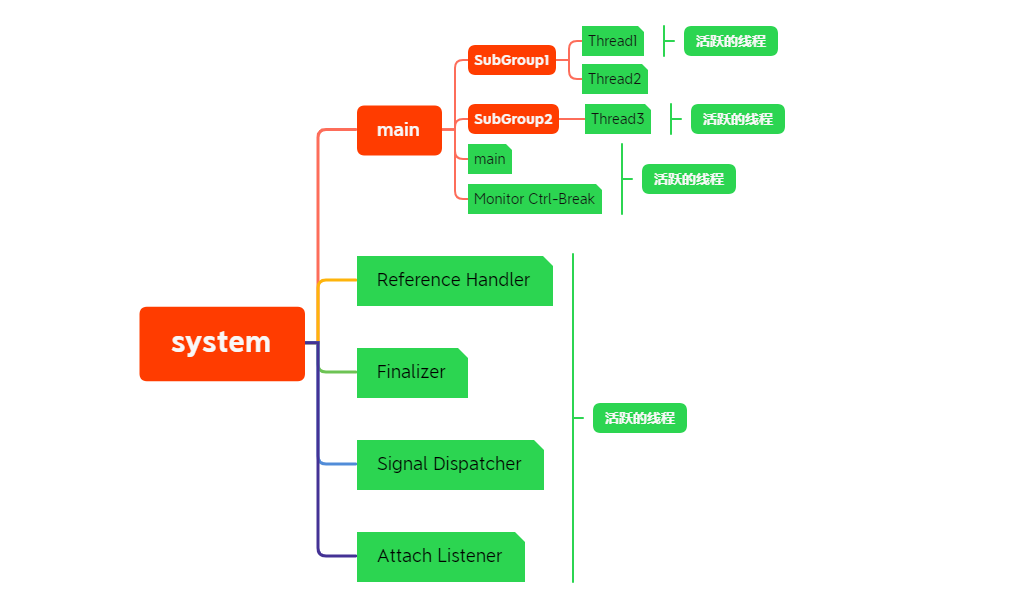 system
main
SubGroup1
Thread1
活跃的线程
Thread2
SubGroup2
Thread3
活跃的线程
main
Monitor Ctrl-Break
活跃的线程
Reference Handler
Finalizer
Signal Dispatcher
Attach Listener
活跃的线程